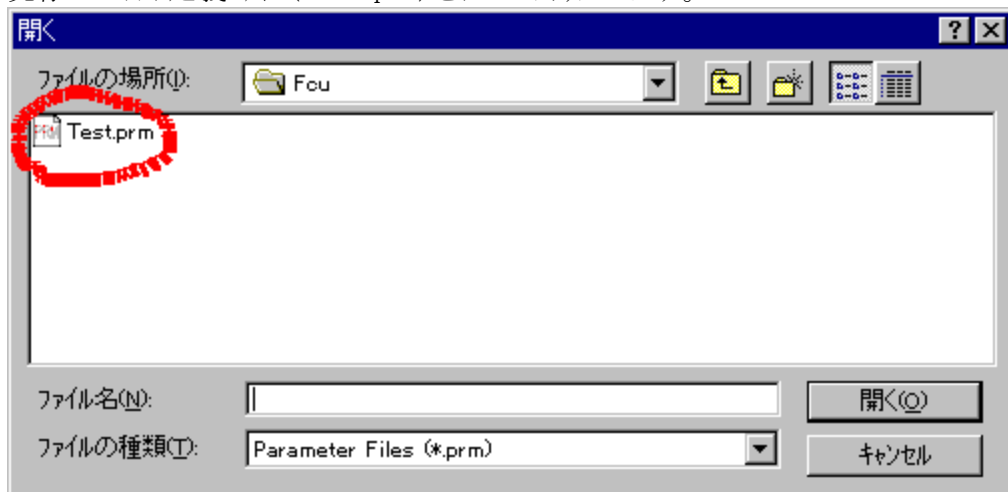 開く
ファイルの場所(I):
Fcu
PRM Test.prm
ファイル名(N):
開く(O)
ファイルの種類(T):
Parameter Files (*.prm)
キャンセル